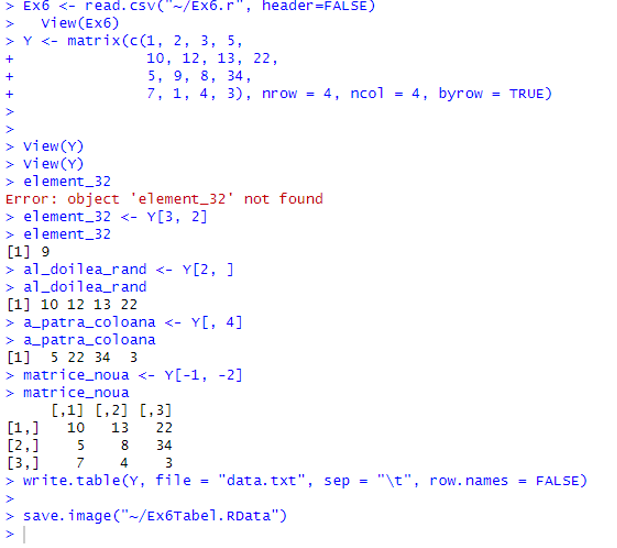 > Ex6 <- read.csv("~/Ex6.r", header=FALSE)
>   View(Ex6)
> Y <- matrix(c(1, 2, 3, 5,
+               10, 12, 13, 22,
+               5, 9, 8, 34,
+               7, 1, 4, 3), nrow = 4, ncol = 4, byrow = TRUE)
>
>
> View(Y)
> View(Y)
> element_32
Error: object 'element_32' not found
> element_32 <- Y[3, 2]
> element_32
[1] 9
> al_doilea_rand <- Y[2, ]
> al_doilea_rand
[1] 10 12 13 22
> a_patra_coloana <- Y[, 4]
> a_patra_coloana
[1]  5 22 34  3
> matrice_noua <- Y[-1, -2]
> matrice_noua
     [,1] [,2] [,3]
[1,]   10   13   22
[2,]    5    8   34
[3,]    7    4    3
> write.table(Y, file = "data.txt", sep = "\t", row.names = FALSE)
>
> save.image("~/Ex6Tabel.RData")
>